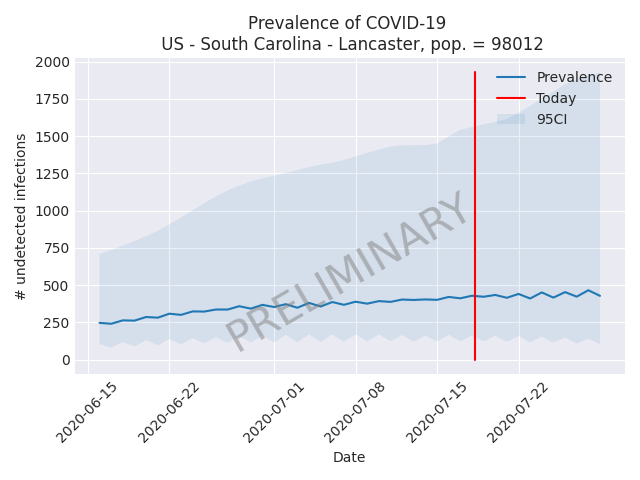 Prevalence of COVID-19
US - South Carolina - Lancaster, pop. = 98012
2000
1750
1500
1250
1000
750
500
250
0
# undetected infections
Prevalence
Today
95CI
PRELIMINARY
2020-06-15
2020-06-22
2020-07-01
2020-07-08
2020-07-15
2020-07-22
Date